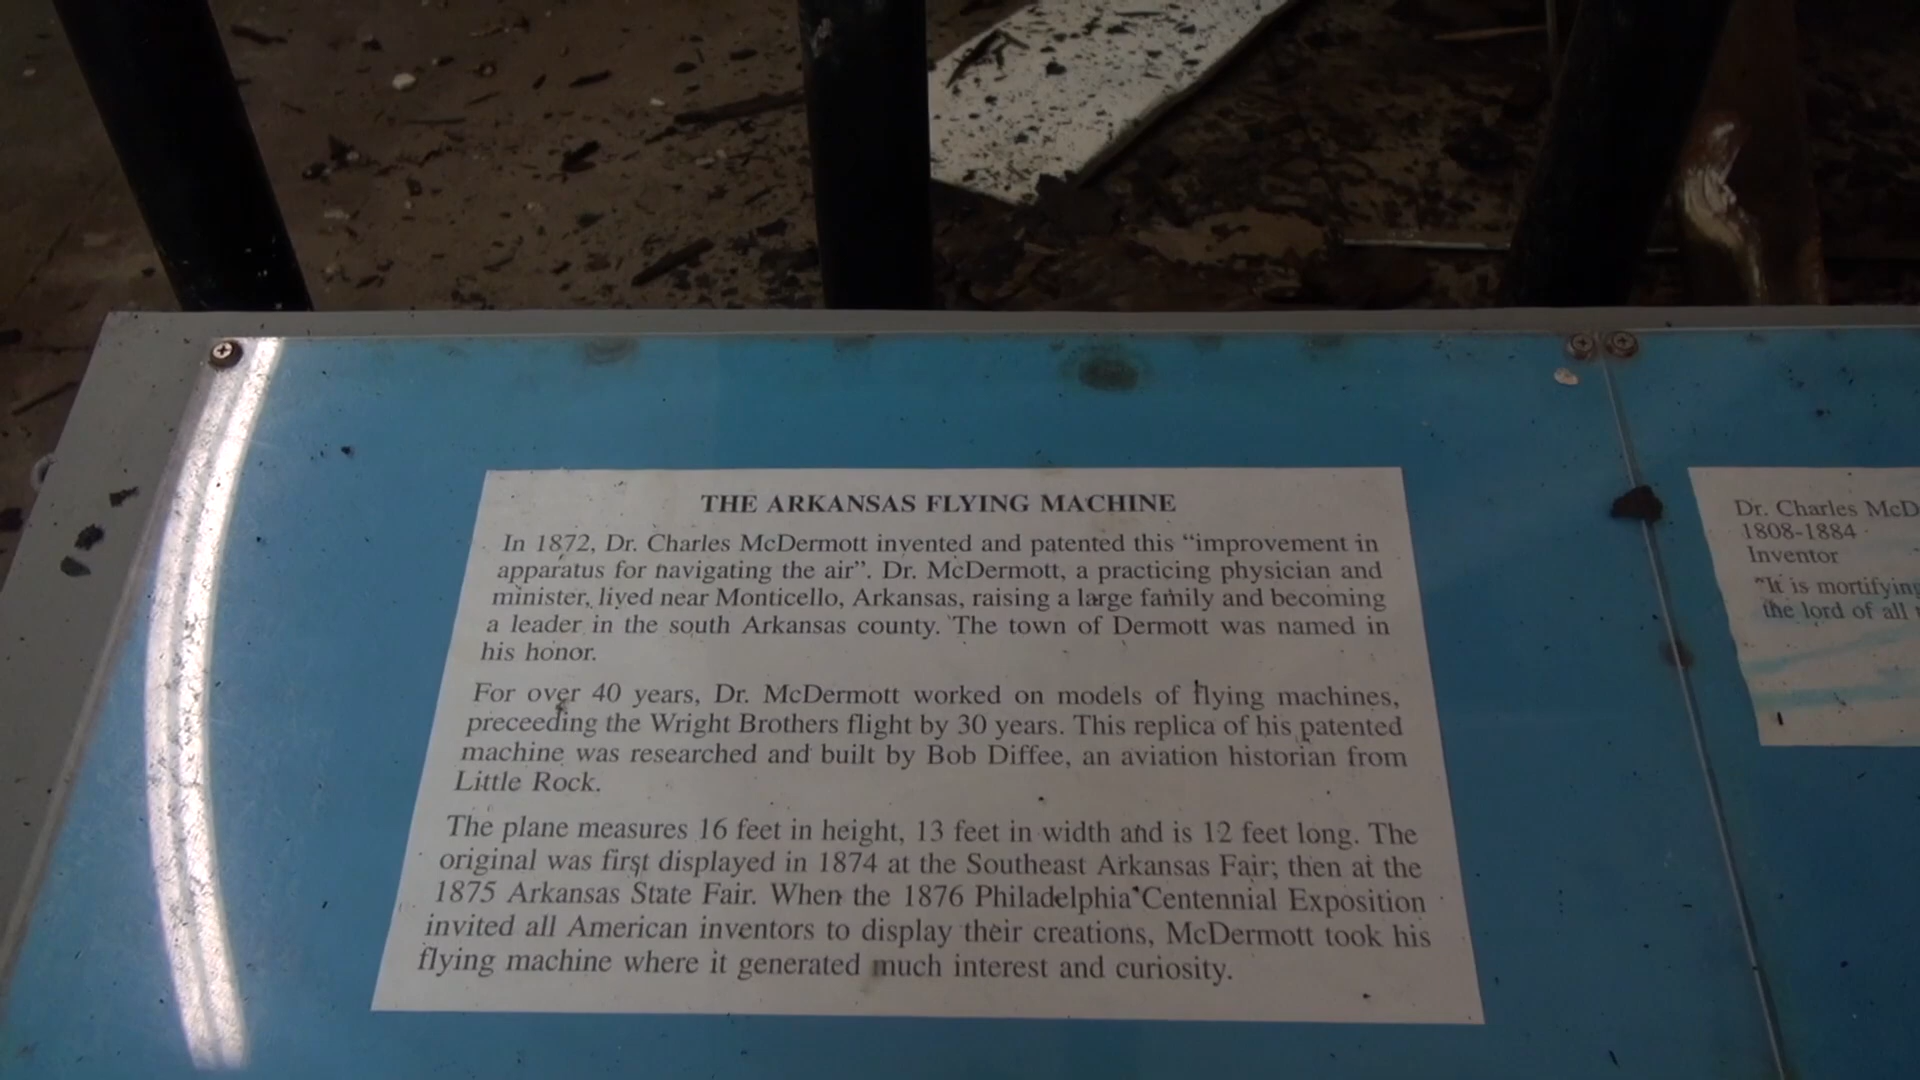 THE ARKANSAS FLYING MACHINE
In 1872, Dr. Charles McDermott invented and patented this “improvement in
apparatus for navigating the air”. Dr. McDermott, a practicing physician and
minister, lived near Monticello, Arkansas, raising a large family and becoming
a leader in the south Arkansas county. The town of Dermott was named in
his honor.
For over 40 years, Dr. McDermott worked on models of flying machines,
preceeding the Wright Brothers flight by 30 years. This replica of his patented
machine was researched and built by Bob Diffee, an aviation historian from
Little Rock.
The plane measures 16 feet in height, 13 feet in width and is 12 feet long. The
original was first displayed in 1874 at the Southeast Arkansas Fair; then at the
1875 Arkansas State Fair. When the 1876 Philadelphia Centennial Exposition
invited all American inventors to display their creations, McDermott took his
flying machine where it generated much interest and curiosity.
Dr. Charles McD
1808-1884
Inventor
"It is mortifying
the lord of all